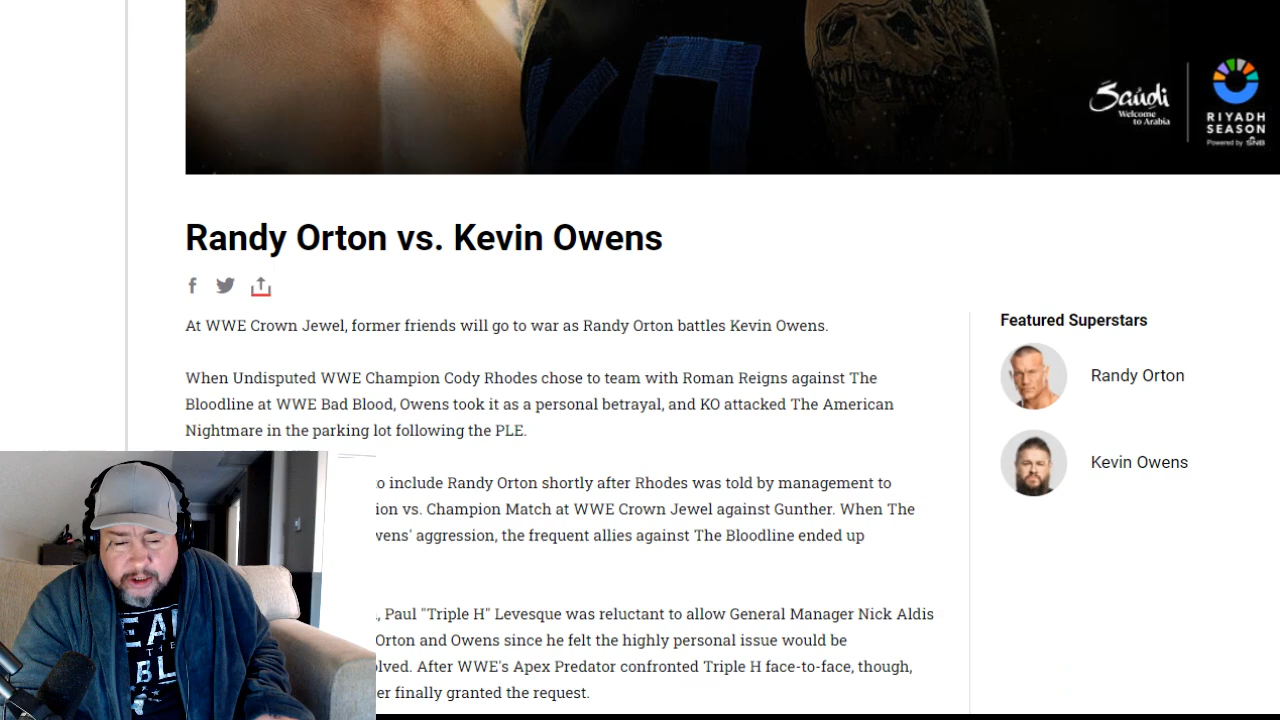 KO
Saudi
Welcome
to Arabia
RIYADH
SEASON
Powered by SNB
Randy Orton vs. Kevin Owens
At WWE Crown Jewel, former friends will go to war as Randy Orton battles Kevin Owens.
When Undisputed WWE Champion Cody Rhodes chose to team with Roman Reigns against The
Bloodline at WWE Bad Blood, Owens took it as a personal betrayal, and KO attacked The American
Nightmare in the parking lot following the PLE.
o include Randy Orton shortly after Rhodes was told by management to
ion vs. Champion Match at WWE Crown Jewel against Gunther. When The
vens' aggression, the frequent allies against The Bloodline ended up
, Paul "Triple H" Levesque was reluctant to allow General Manager Nick Aldis
Orton and Owens since he felt the highly personal issue would be
lved. After WWE's Apex Predator confronted Triple H face-to-face, though,
er finally granted the request.
Featured Superstars
Randy Orton
Kevin Owens
EA
THE
BL